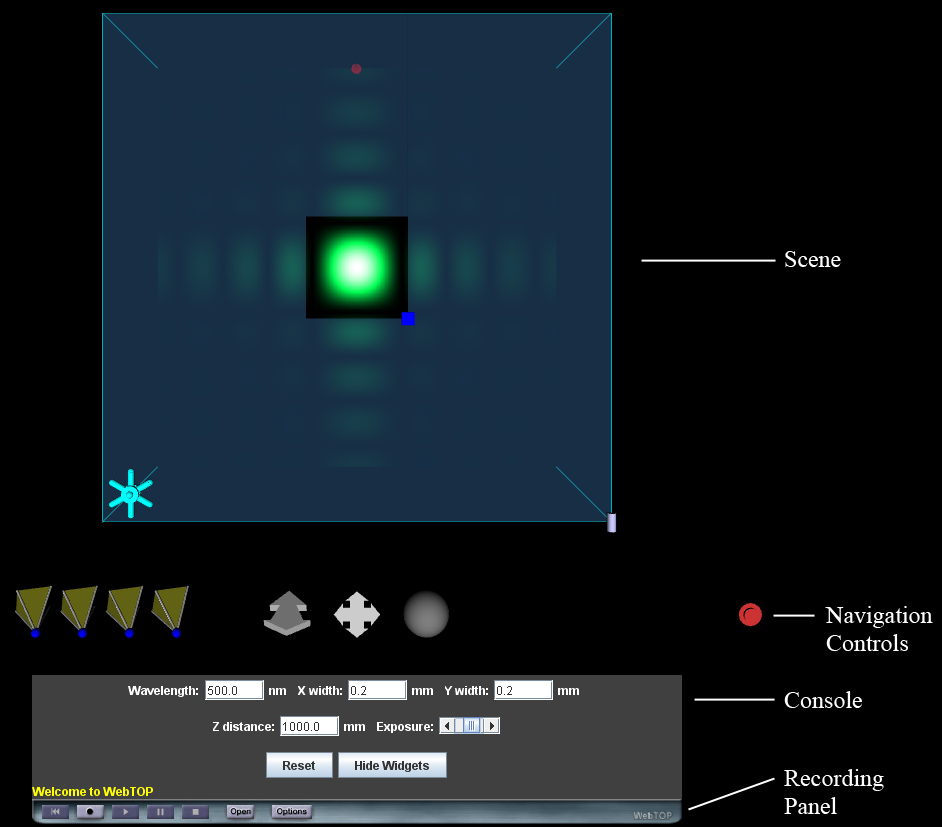 Scene
Navigation
Controls
Wavelength: 500.0 nm X width: 0.2 mm Y width: 0.2 mm
Console
Z distance: 1000.0 mm Exposure:
Reset Hide Widgets
Recording
Panel
Welcome to WebTOP
Open Options WebTOP